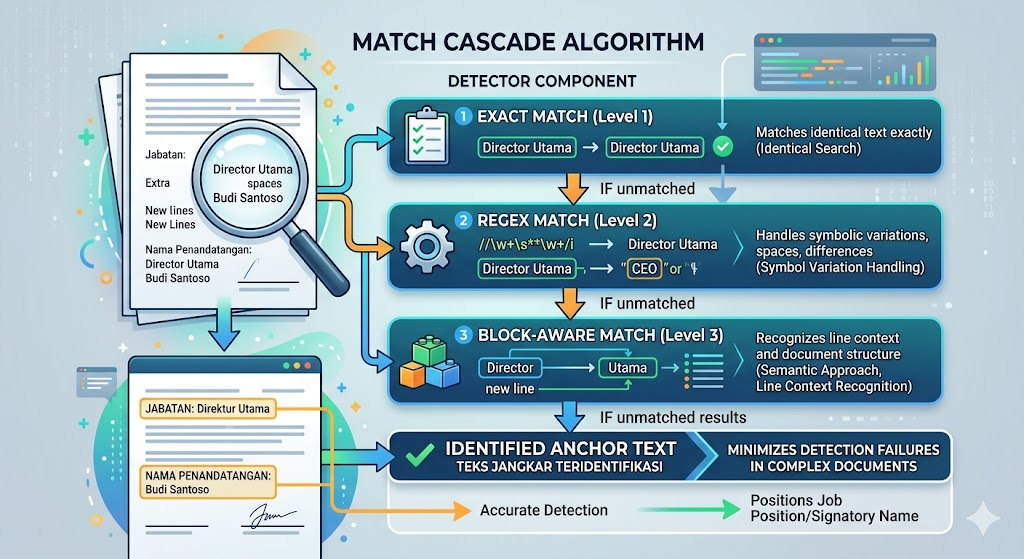 MATCH CASCADE ALGORITHM
DETECTOR COMPONENT
Jabatan:
Extra
New lines
New Lines
Nama Penandatangan:
Director Utama
Budi Santoso
Director Utama
spaces
Budi Santoso
1 EXACT MATCH (Level 1)
Director Utama → Director Utama
Matches identical text exactly
(Identical Search)
IF unmatched
2 REGEX MATCH (Level 2)
//\w+\s**\w+/i → Director Utama
Director Utama → "CEO" or
Handles symbolic variations,
spaces, differences
(Symbol Variation Handling)
IF unmatched
3 BLOCK-AWARE MATCH (Level 3)
Director → Utama
new line
Recognizes line context
and document structure
(Semantic Approach,
Line Context Recognition)
IF unmatched results
JABATAN: Direktur Utama
NAMA PENANDATANGAN:
Budi Santoso
IDENTIFIED ANCHOR TEXT
TEKS JANGKAR TERIDENTIFIKASI
MINIMIZES DETECTION FAILURES
IN COMPLEX DOCUMENTS
Accurate Detection
Positions Job
Position/Signatory Name